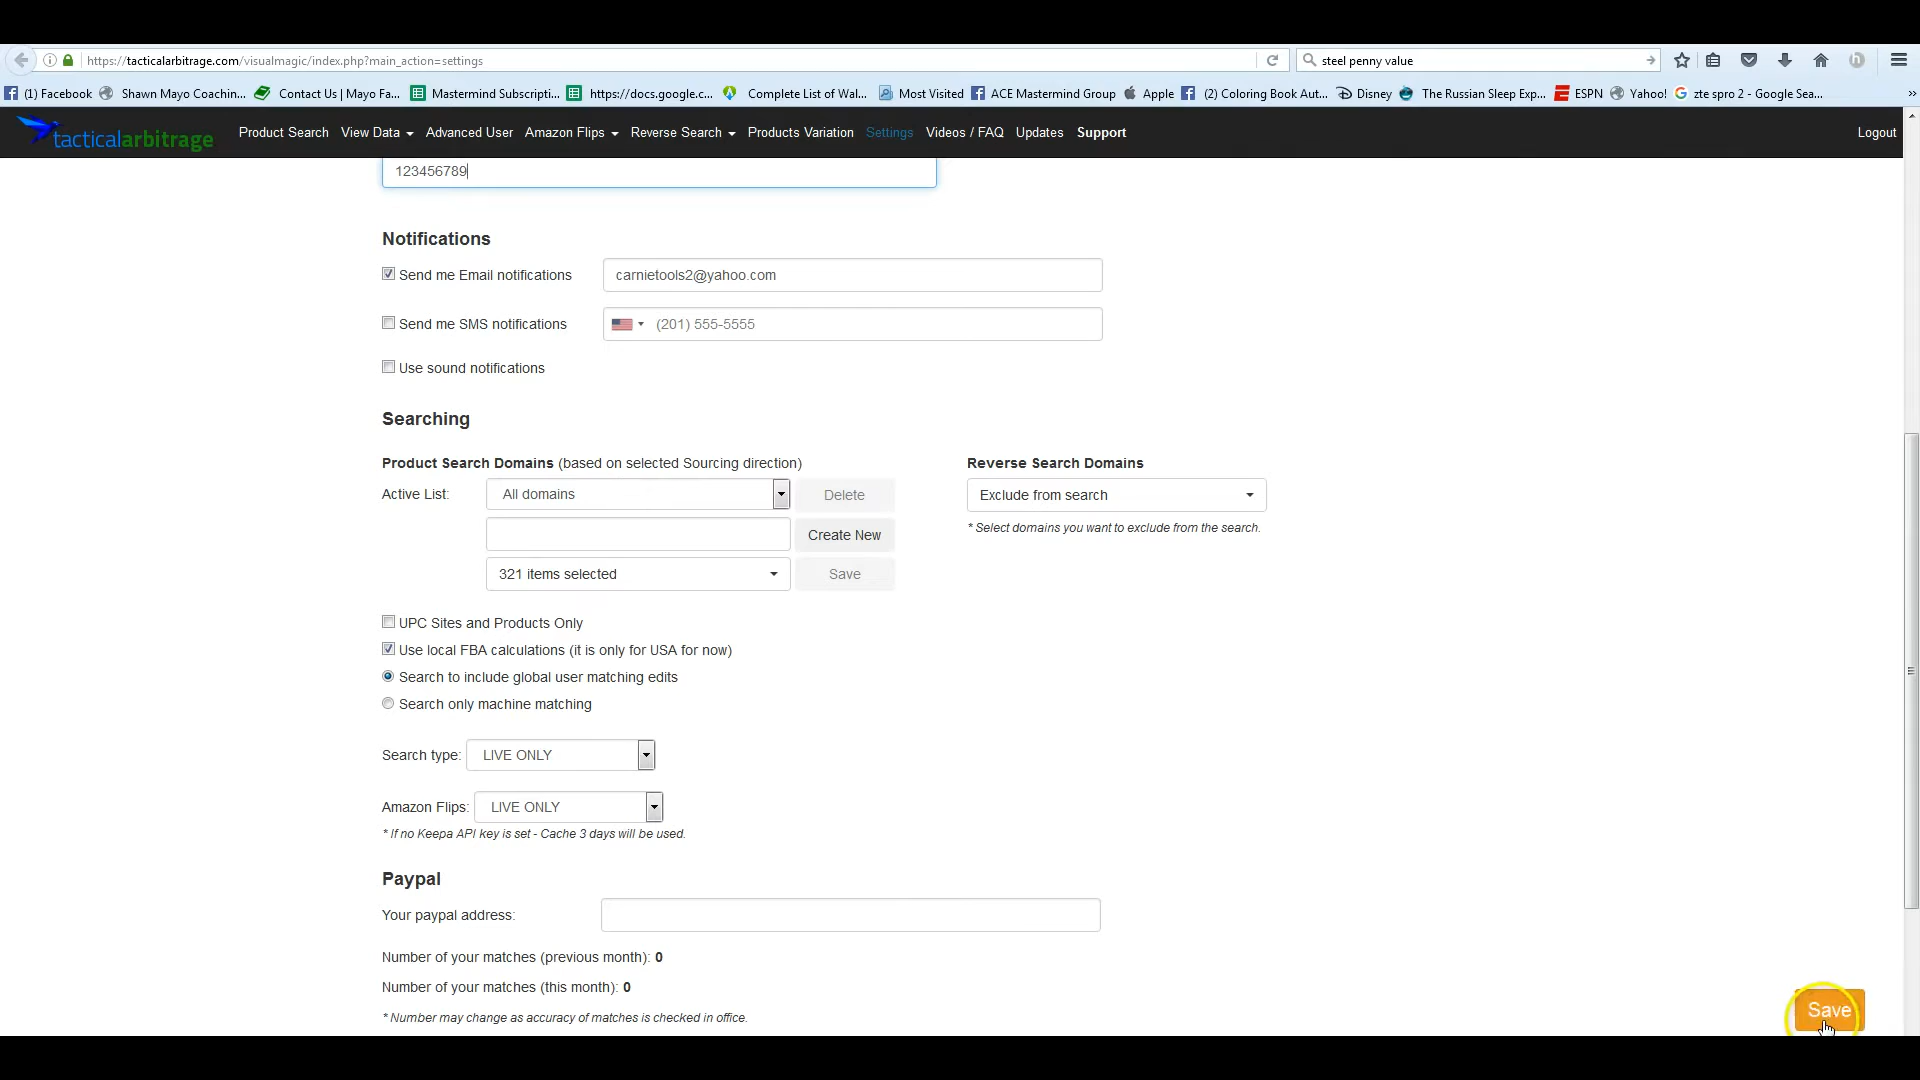 https://tacticalarbitrage.com/visualmagic/index.php?main_action=settings
steel penny value
(1) Facebook Shawn Mayo Coachin... Contact Us | Mayo Fa... Mastermind Subscripti... https://docs.google.c... Complete List of Wal... Most Visited ACE Mastermind Group Apple (2) Coloring Book Aut... Disney The Russian Sleep Exp... ESPN Yahoo! zte spro 2 - Google Sea...
tacticalarbitrage Product Search View Data Advanced User Amazon Flips Reverse Search Products Variation Settings Videos / FAQ Updates Support Logout
123456789
Notifications
Send me Email notifications carnietools2@yahoo.com
Send me SMS notifications (201) 555-5555
Use sound notifications
Searching
Product Search Domains (based on selected Sourcing direction) Reverse Search Domains
Active List: All domains Delete Exclude from search
* Select domains you want to exclude from the search.
Create New
321 items selected Save
UPC Sites and Products Only
Use local FBA calculations (it is only for USA for now)
Search to include global user matching edits
Search only machine matching
Search type: LIVE ONLY
Amazon Flips: LIVE ONLY
* If no Keepa API key is set - Cache 3 days will be used.
Paypal
Your paypal address:
Number of your matches (previous month): 0
Number of your matches (this month): 0
Save
* Number may change as accuracy of matches is checked in office.